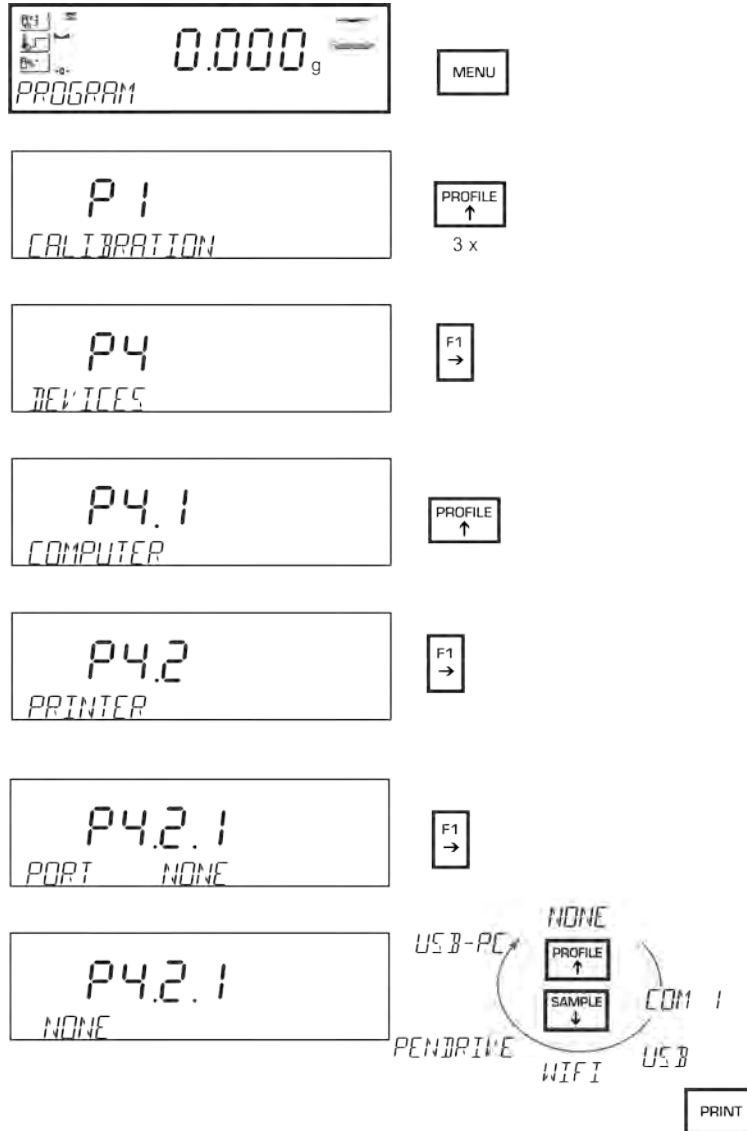 0.000 g
PROGRAM
MENU
P1
CALIBRATION
PROFILE
↑
3 x
P4
DEVICES
F1
→
P4.1
COMPUTER
PROFILE
↑
P4.2
PRINTER
F1
→
P4.2.1
PORT NONE
F1
→
P4.2.1
NONE
NONE
USB-PC
PROFILE
↑
SAMPLE
↓
COM 1
PENDRIVE
USB
WIFI
PRINT